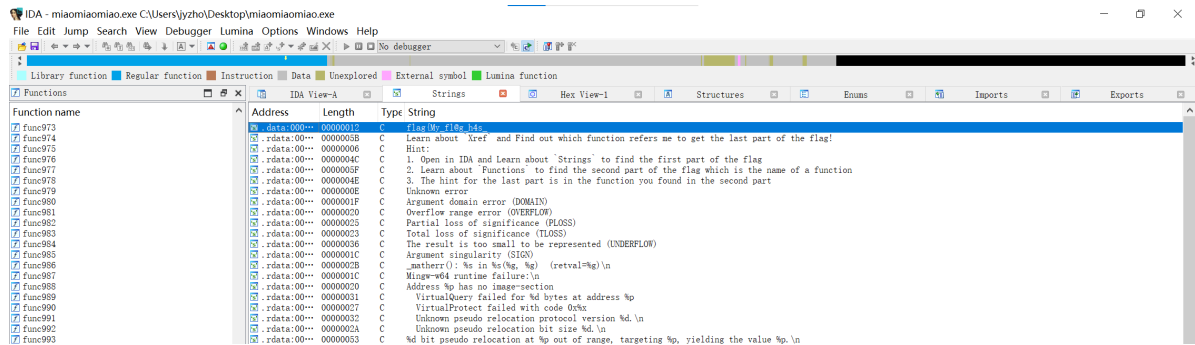 IDA - miaomiaomiao.exe C:\Users\jyzho\Desktop\miaomiaomiao.exe
File Edit Jump Search View Debugger Lumina Options Windows Help
No debugger
Library function Regular function Instruction Data Unexplored External symbol Lumina function
Functions IDA View-A Strings Hex View-1 Structures Enums Imports Exports
Function name Address Length Type String
func973 .data:000… 00000012 C flag{My_fl@g_h4s_
func974 .rdata:00… 0000005B C Learn about `Xref` and Find out which function refers me to get the last part of the flag!
func975 .rdata:00… 00000006 C Hint:
func976 .rdata:00… 0000004C C 1. Open in IDA and Learn about `Strings` to find the first part of the flag
func977 .rdata:00… 0000005F C 2. Learn about `Functions` to find the second part of the flag which is the name of a function
func978 .rdata:00… 0000004E C 3. The hint for the last part is in the function you found in the second part
func979 .rdata:00… 0000000E C Unknown error
func980 .rdata:00… 0000001F C Argument domain error (DOMAIN)
func981 .rdata:00… 00000020 C Overflow range error (OVERFLOW)
func982 .rdata:00… 00000025 C Partial loss of significance (PLOSS)
func983 .rdata:00… 00000023 C Total loss of significance (TLOSS)
func984 .rdata:00… 00000036 C The result is too small to be represented (UNDERFLOW)
func985 .rdata:00… 0000001C C Argument singularity (SIGN)
func986 .rdata:00… 0000002B C _matherr(): %s in %s(%g, %g) (retval=%g)\n
func987 .rdata:00… 0000001C C Mingw-w64 runtime failure:\n
func988 .rdata:00… 00000020 C Address %p has no image-section
func989 .rdata:00… 00000031 C VirtualQuery failed for %d bytes at address %p
func990 .rdata:00… 00000027 C VirtualProtect failed with code 0x%x
func991 .rdata:00… 00000032 C Unknown pseudo relocation protocol version %d.\n
func992 .rdata:00… 0000002A C Unknown pseudo relocation bit size %d.\n
func993 .rdata:00… 00000053 C %d bit pseudo relocation at %p out of range, targeting %p, yielding the value %p.\n